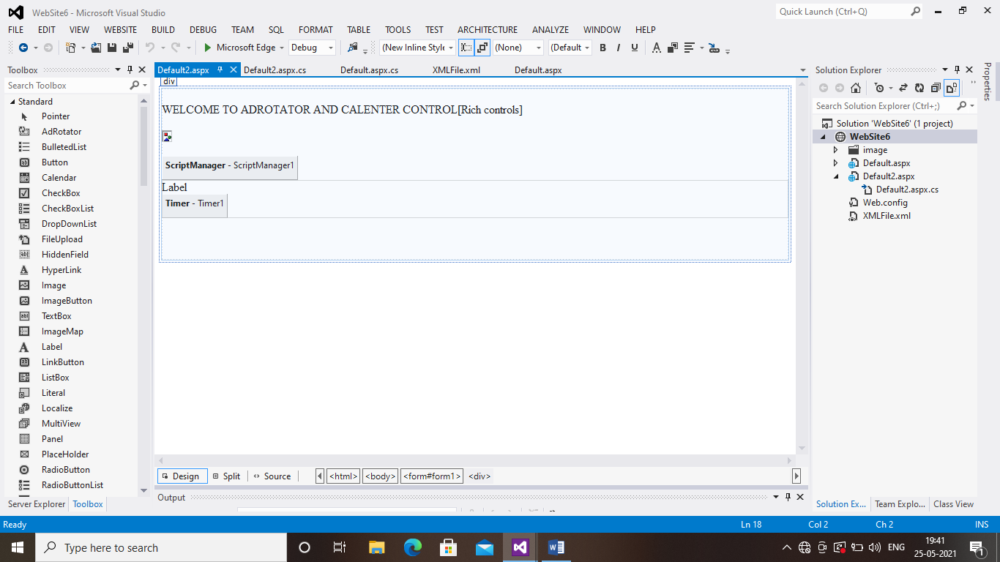 WebSite6 - Microsoft Visual Studio
Quick Launch (Ctrl+Q)
FILE EDIT VIEW WEBSITE BUILD DEBUG TEAM SQL FORMAT TABLE TOOLS TEST ARCHITECTURE ANALYZE WINDOW HELP
Microsoft Edge Debug (New Inline Style (None) (Default B I U A
Toolbox
Search Toolbox
Standard
Pointer
AdRotator
BulletedList
Button
Calendar
CheckBox
CheckBoxList
DropDownList
FileUpload
HiddenField
HyperLink
Image
ImageButton
TextBox
ImageMap
Label
LinkButton
ListBox
Literal
Localize
MultiView
Panel
PlaceHolder
RadioButton
RadioButtonList
Server Explorer Toolbox
Default2.aspx Default2.aspx.cs Default.aspx.cs XMLFile.xml Default.aspx
div
WELCOME TO ADROTATOR AND CALENTER CONTROL[Rich controls]
ScriptManager - ScriptManager1
Label
Timer - Timer1
Design Split Source <html> <body> <form#form1> <div>
Output
Solution Explorer
Search Solution Explorer (Ctrl+;)
Solution 'WebSite6' (1 project)
WebSite6
image
Default.aspx
Default2.aspx
Default2.aspx.cs
Web.config
XMLFile.xml
Solution Ex... Team Explo... Class View
Properties
Ready Ln 18 Col 2 Ch 2 INS
Type here to search
ENG
19:41
25-05-2021
1